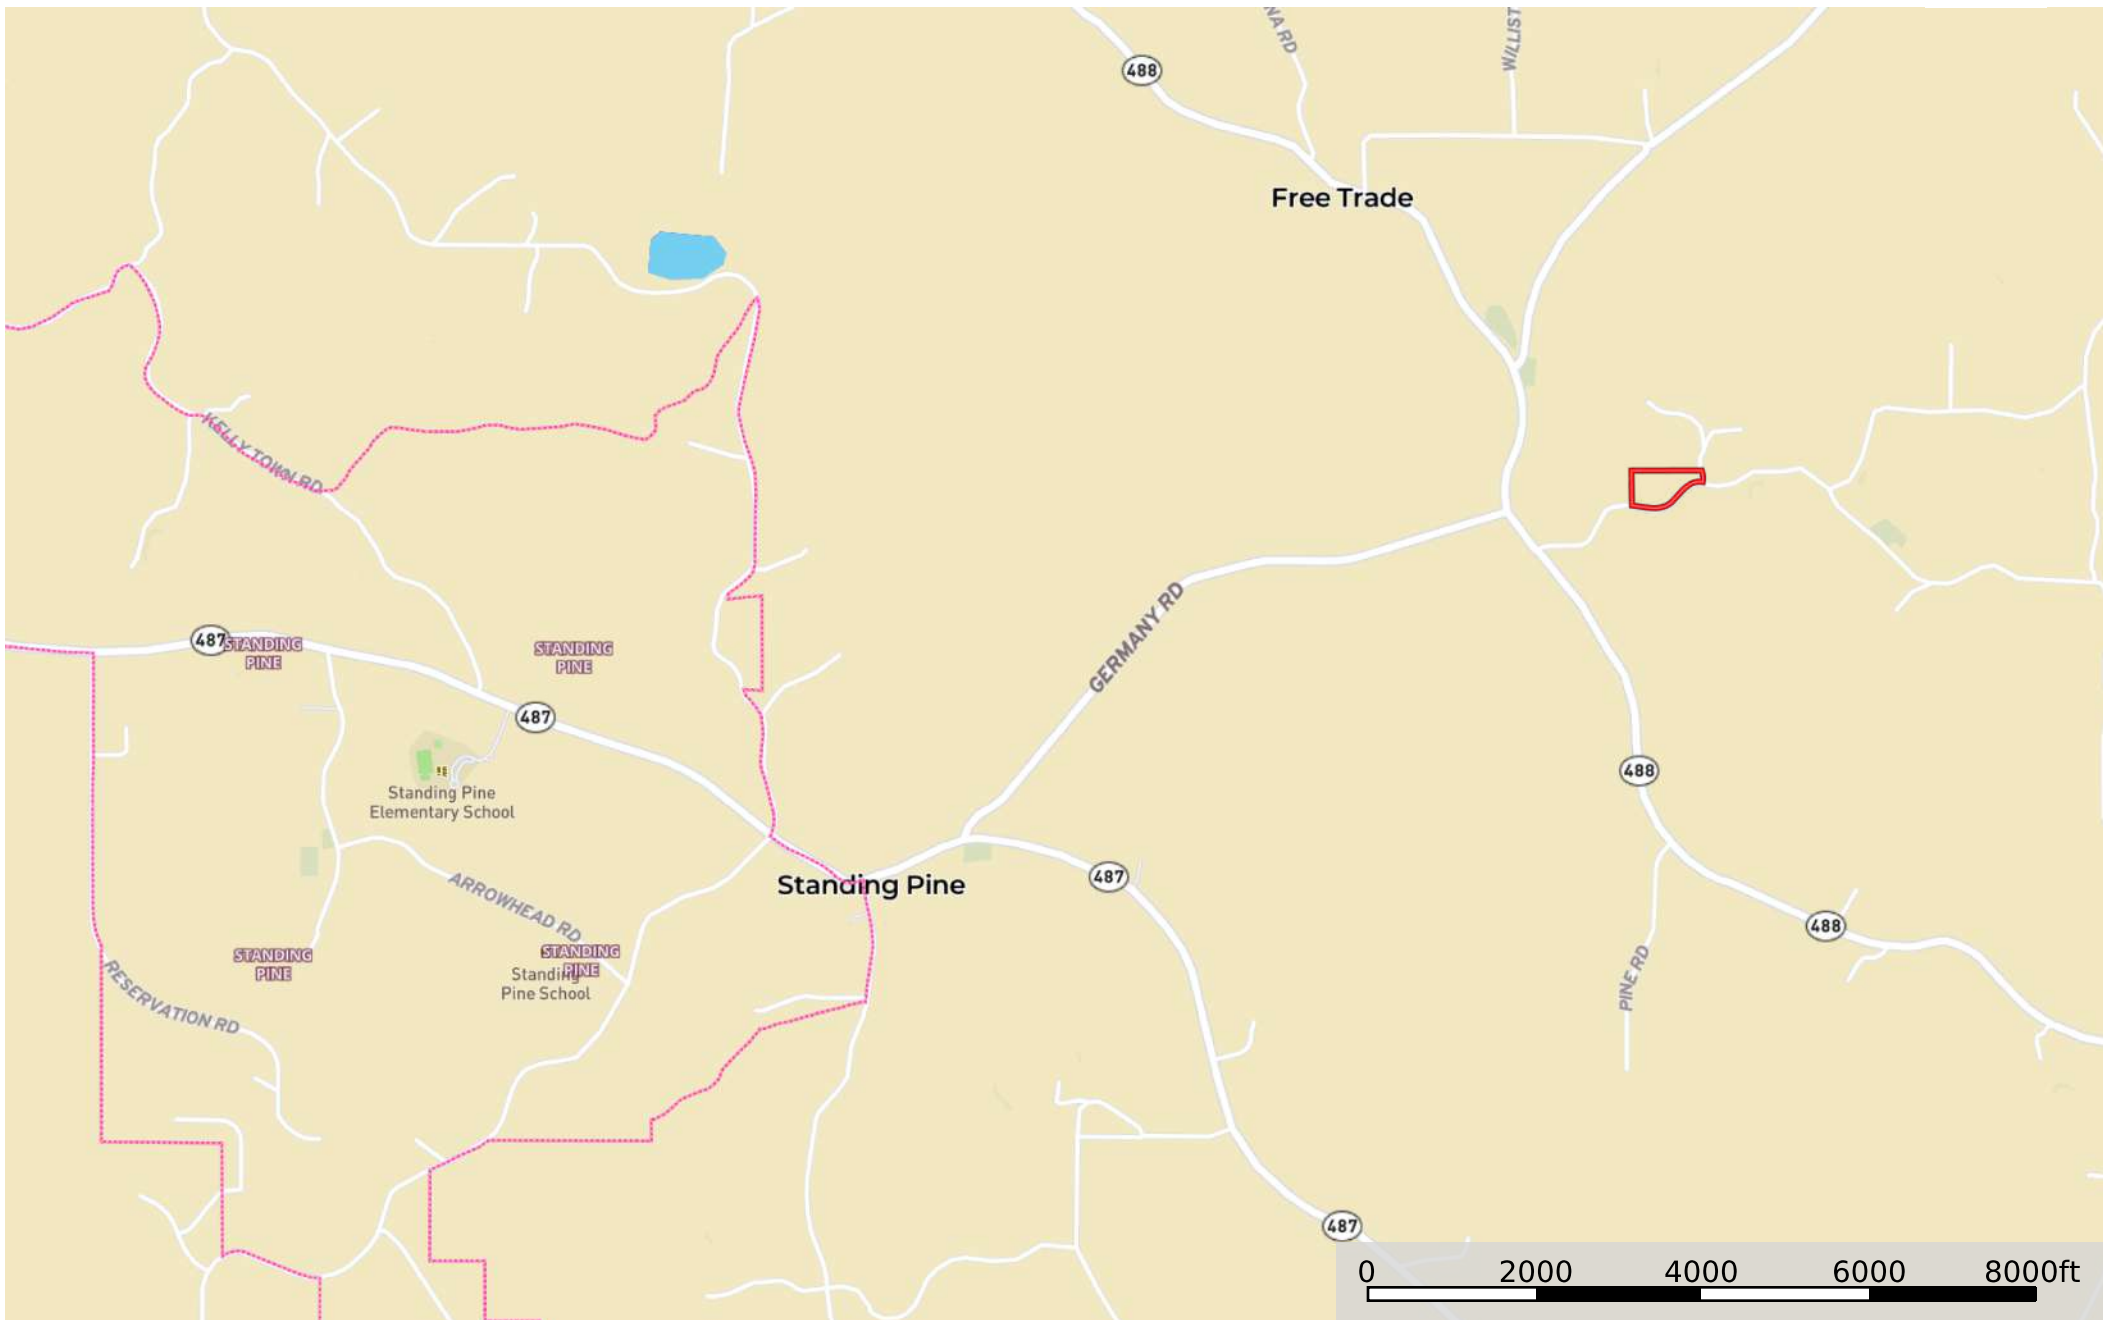 NA RD
WILLIST
488
Free Trade
KELLY TOWN RD
487
STANDING
PINE
STANDING
PINE
GERMANY RD
487
488
Standing Pine
Elementary School
ARROWHEAD RD
Standing Pine
487
488
STANDING
PINE
STANDING
PINE
Standing
Pine School
RESERVATION RD
PINE RD
487
0 2000 4000 6000 8000ft